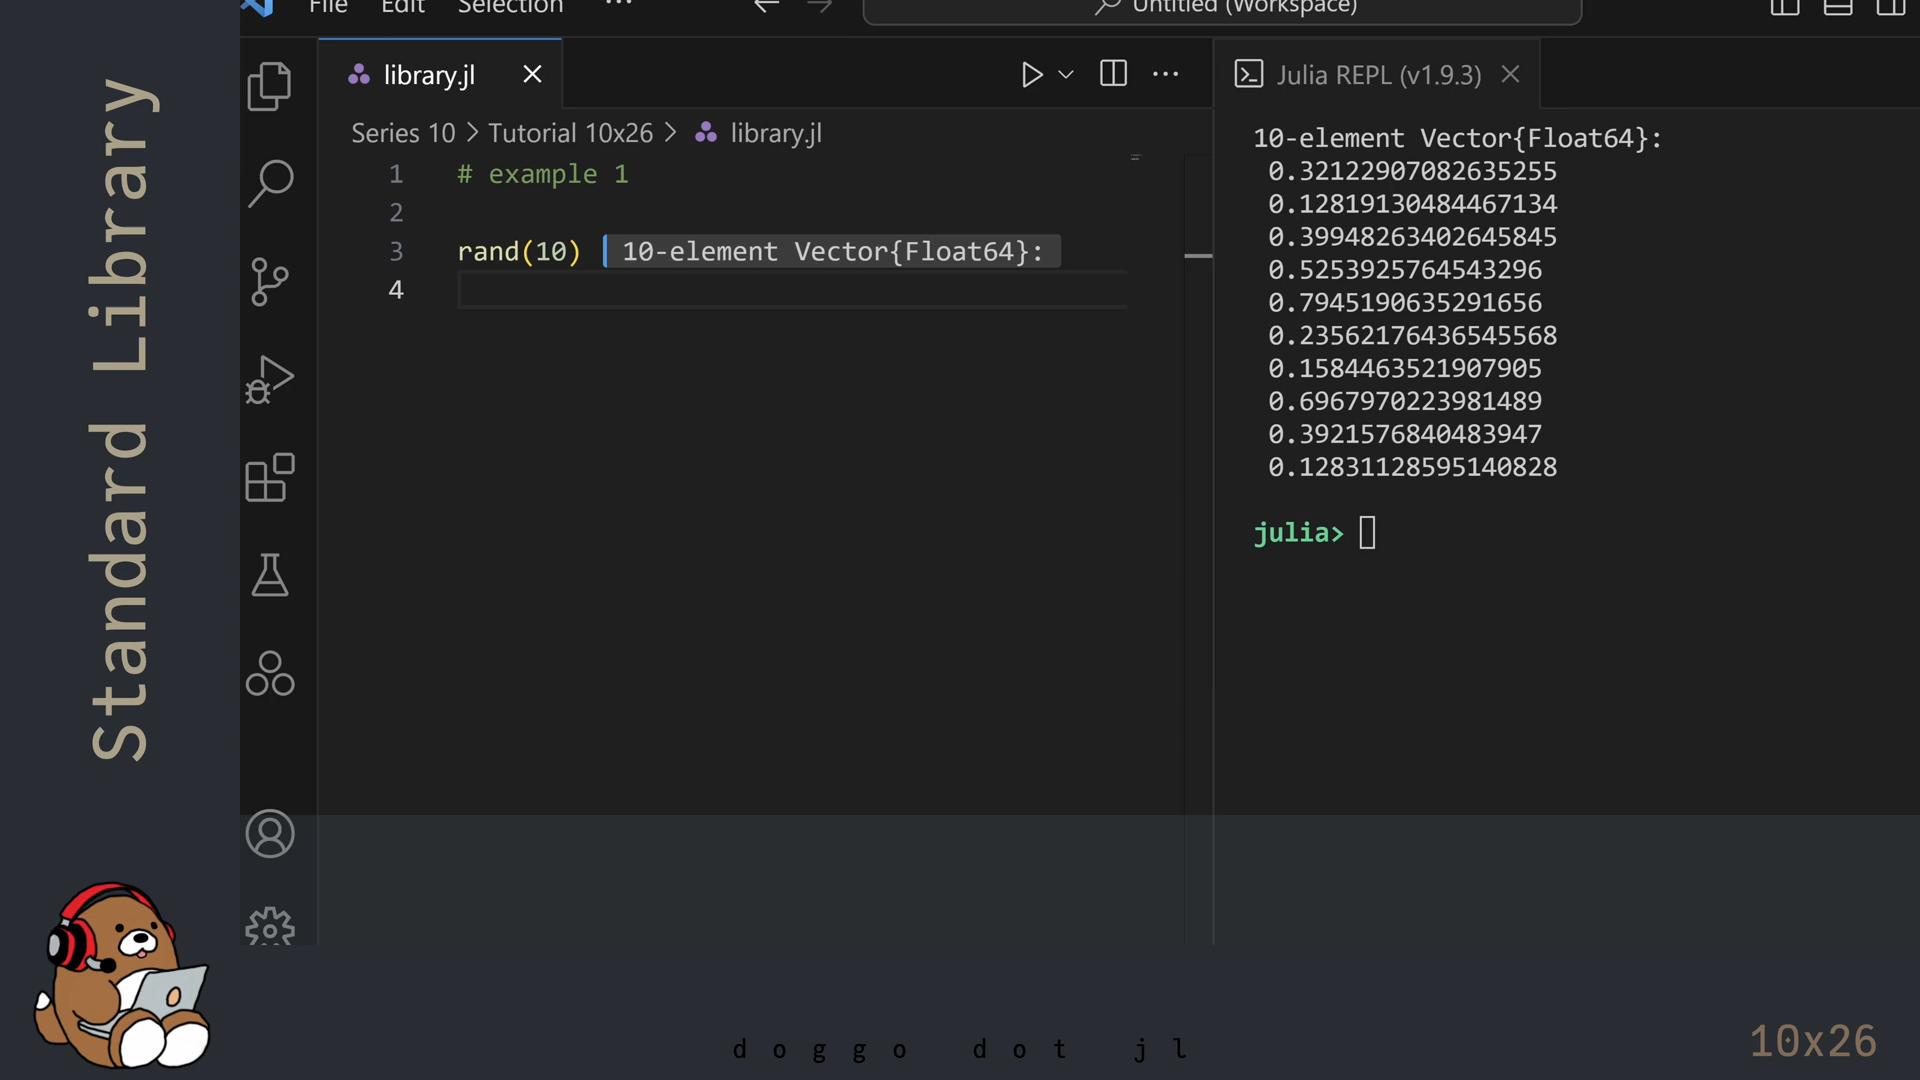 Standard Library
File Edit Selection ... Untitled (Workspace)
library.jl
Julia REPL (v1.9.3)
Series 10 > Tutorial 10x26 > library.jl
1 # example 1
2
3 rand(10) 10-element Vector{Float64}:
4
10-element Vector{Float64}:
0.32122907082635255
0.12819130484467134
0.39948263402645845
0.5253925764543296
0.7945190635291656
0.23562176436545568
0.1584463521907905
0.6967970223981489
0.3921576840483947
0.12831128595140828
julia>
doggo dot jl
10x26